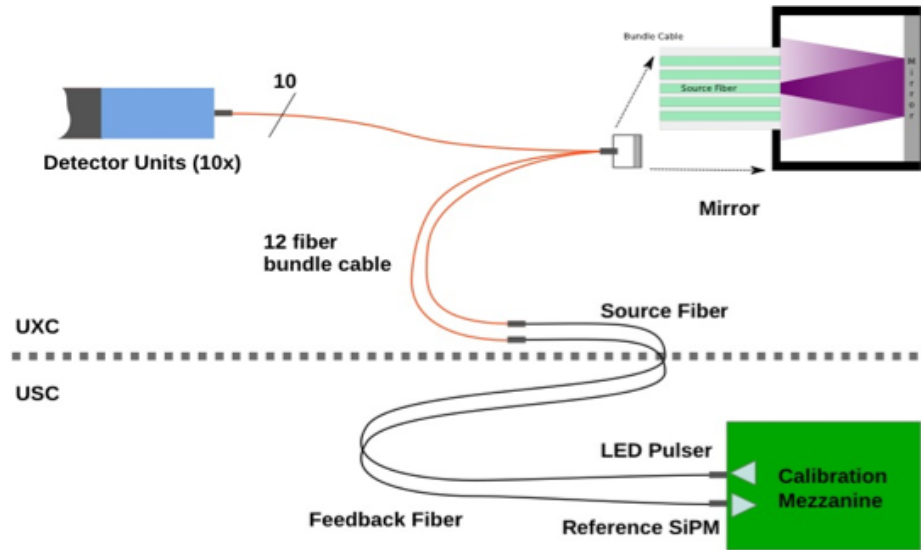 Bundle Cable
Source Fiber
Mirror
10
Detector Units (10x)
Mirror
12 fiber
bundle cable
UXC
Source Fiber
USC
LED Pulser
Calibration
Mezzanine
Feedback Fiber
Reference SiPM